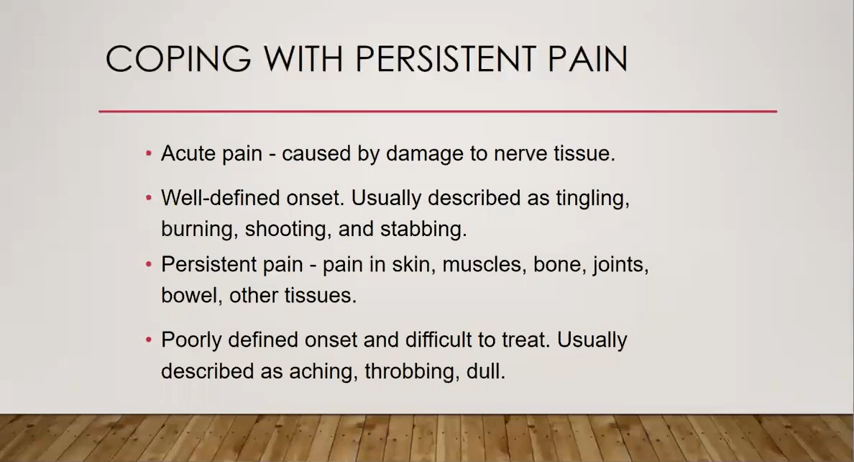 COPING WITH PERSISTENT PAIN
• Acute pain - caused by damage to nerve tissue.
• Well-defined onset. Usually described as tingling,
burning, shooting, and stabbing.
• Persistent pain - pain in skin, muscles, bone, joints,
bowel, other tissues.
• Poorly defined onset and difficult to treat. Usually
described as aching, throbbing, dull.